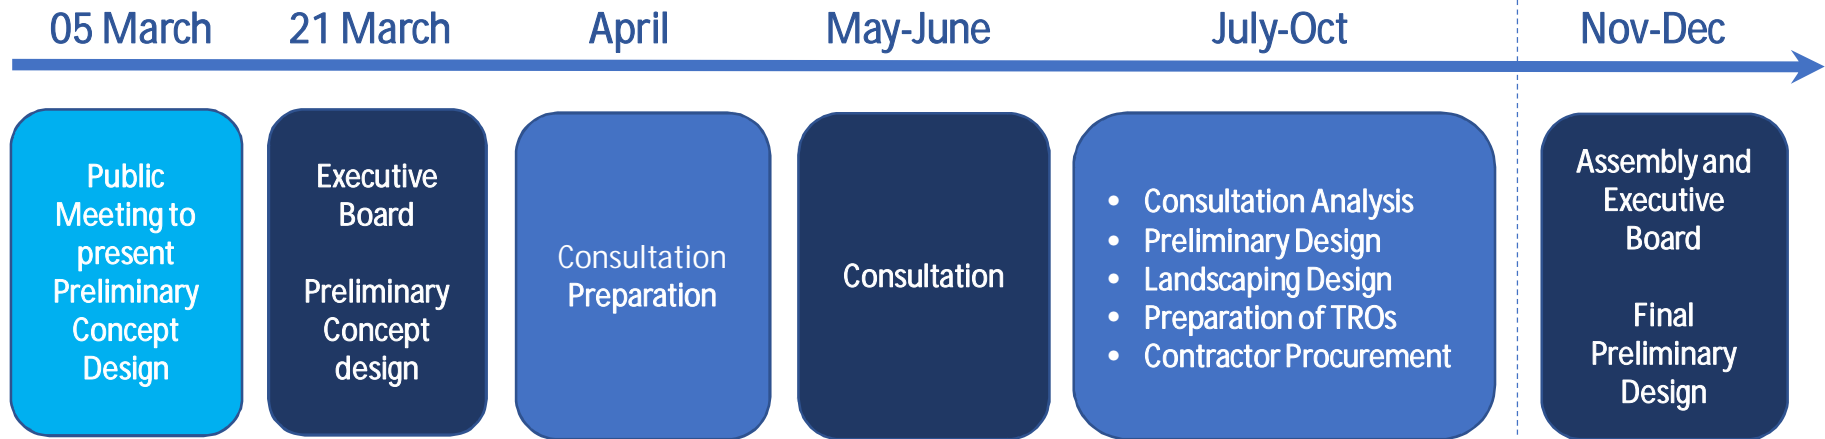 05 March
21 March
April
May-June
July-Oct
Nov-Dec
Public
Meeting to
present
Preliminary
Concept
Design
Executive
Board
Preliminary
Concept
design
Consultation
Preparation
Consultation
• Consultation Analysis
• Preliminary Design
• Landscaping Design
• Preparation of TROs
• Contractor Procurement
Assembly and
Executive
Board
Final
Preliminary
Design